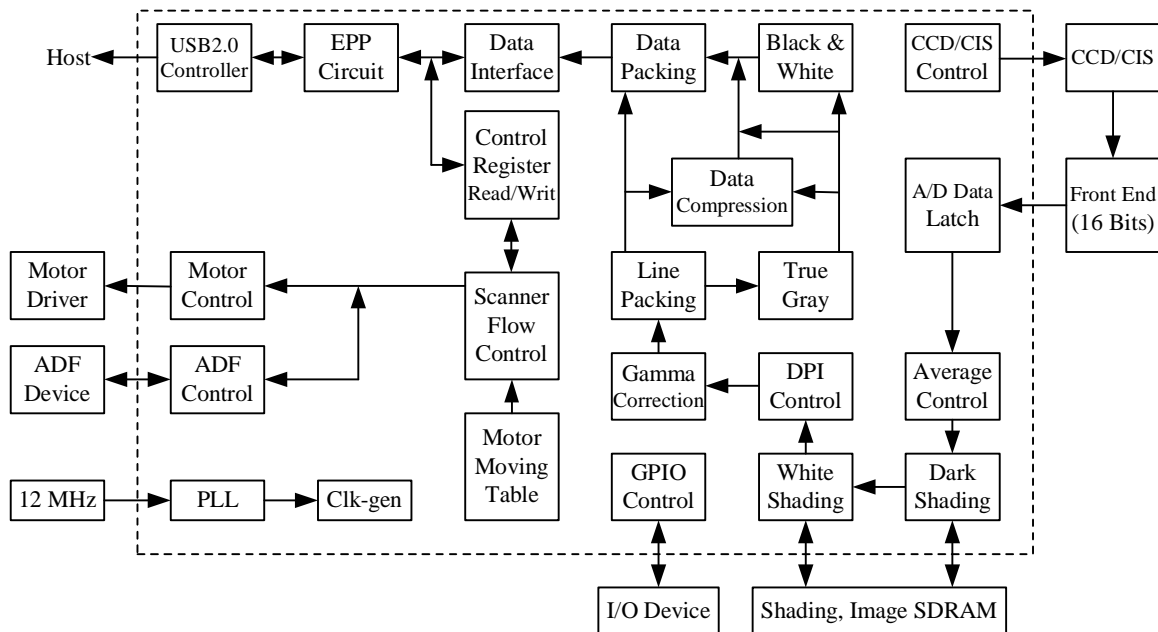 Host
USB2.0
Controller
EPP
Circuit
Data
Interface
Data
Packing
Black &
White
CCD/CIS
Control
CCD/CIS
Control
Register
Read/Writ
Data
Compression
A/D Data
Latch
Front End
(16 Bits)
Motor
Driver
Motor
Control
Scanner
Flow
Control
Line
Packing
True
Gray
ADF
Device
ADF
Control
Gamma
Correction
DPI
Control
Average
Control
Motor
Moving
Table
GPIO
Control
White
Shading
Dark
Shading
12 MHz
PLL
Clk-gen
I/O Device
Shading, Image SDRAM